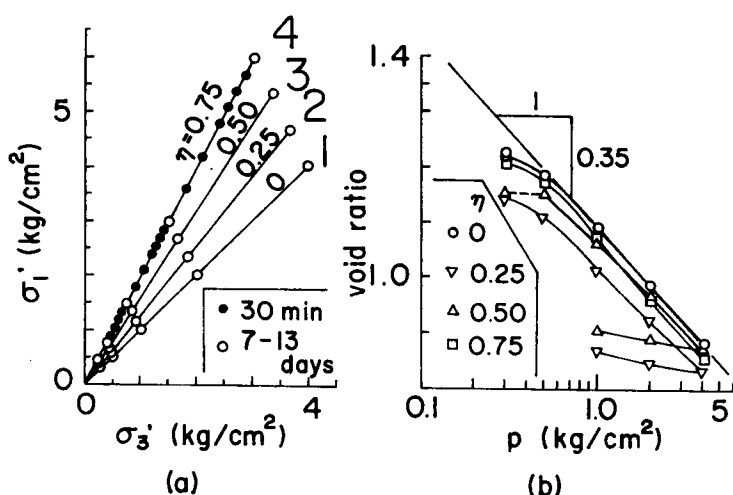 4
3
2
1
η=0.75
0.50
0.25
0
5
0
0
4
σ₁' (kg/cm²)
σ₃' (kg/cm²)
● 30 min
○ 7-13 days
(a)
1.4
1.0
void ratio
1
0.35
η
○ 0
▽ 0.25
△ 0.50
□ 0.75
0.1
1.0
5
p (kg/cm²)
(b)